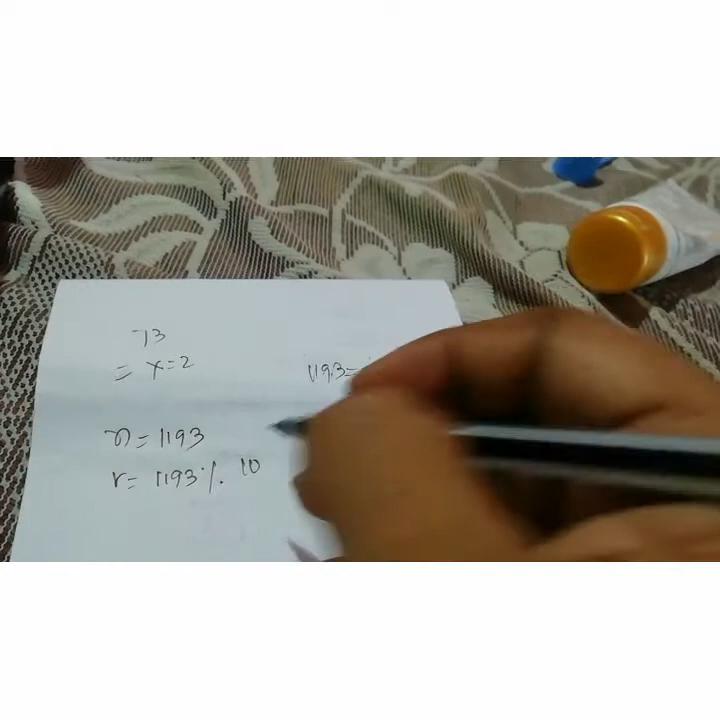 73
= x=2
1193=
n=1193
r= 1193% 10